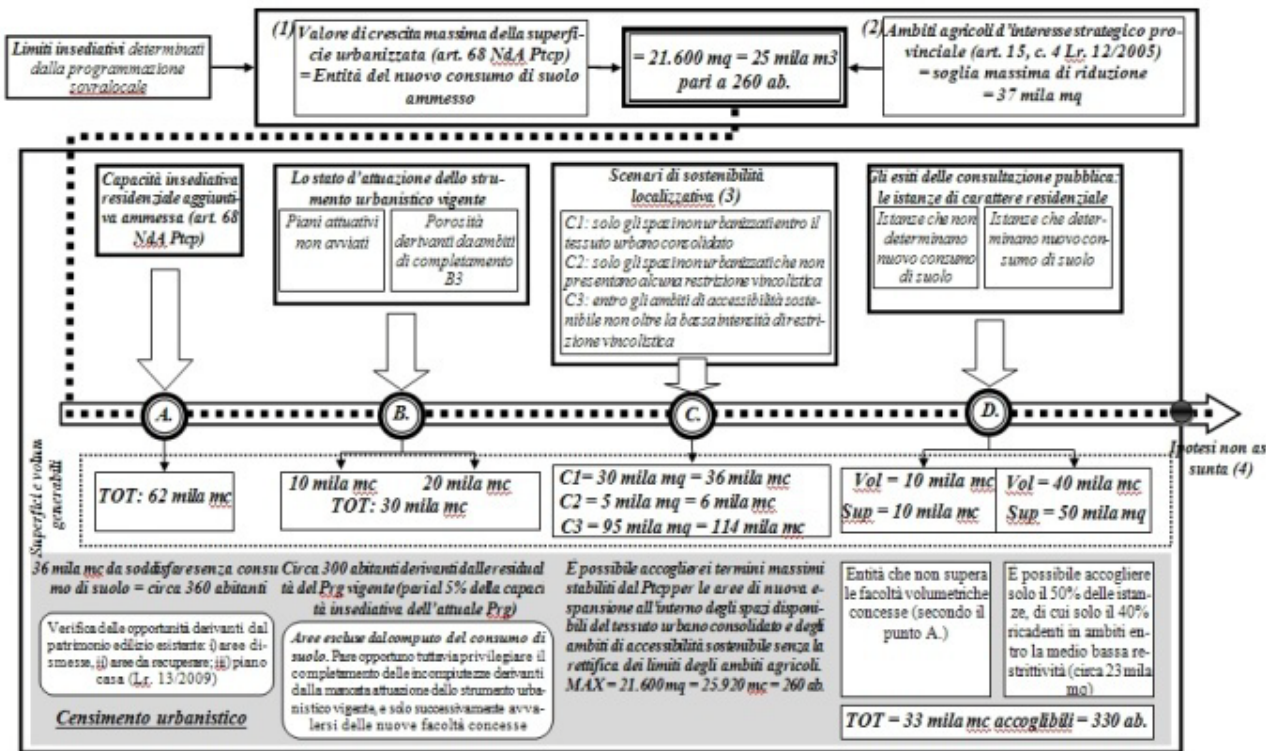 Limiti insediativi determinati
dalla programmazione
sovralocale
(1) Valore di crescita massima della superfi-
cie urbanizzata (art. 68 NdA Ptcp)
= Entità del nuovo consumo di suolo
ammesso
= 21.600 mq = 25 mila m3
pari a 260 ab.
(2) Ambiti agricoli d'interesse strategico pro-
vinciale (art. 15, c. 4 Lr. 12/2005)
= soglia massima di riduzione
= 37 mila mq
Capacità insediativa
residenziale aggiunti-
va ammessa (art. 68
NdA Ptcp)
Lo stato d'attuazione dello stru-
mento urbanistico vigente
Piani attuativi
non avviati
Porosità
derivanti da ambiti
di completamento
B3
Scenari di sostenibilità
localizzativa (3)
C1: solo gli spazi non urbanizzati entro il
tessuto urbano consolidato
C2: solo gli spazi non urbanizzati che non
presentano alcuna restrizione vincolistica
C3: entro gli ambiti di accessibilità soste-
nibile non oltre la bassa intensità di restri-
zione vincolistica
Gli esiti delle consultazione pubblica:
le istanze di carattere residenziale
Istanze che non
determinano
nuovo consumo
di suolo
Istanze che deter-
minano nuovo con-
sumo di suolo
A.
B.
C.
D.
Ipotesi non as
sunta (4)
Superfici e volum
generabili
TOT: 62 mila mc
10 mila mc 20 mila mc
TOT: 30 mila mc
C1= 30 mila mq = 36 mila mc
C2 = 5 mila mq = 6 mila mc
C3 = 95 mila mq = 114 mila mc
Vol = 10 mila mc
Sup = 10 mila mc
Vol = 40 mila mc
Sup = 50 mila mq
36 mila mc da soddisfare senza consu
mo di suolo = circa 360 abitanti
Verifica delle opportunità derivanti dal
patrimonio edilizio esistente: i) aree di-
smesse, ii) aree da recuperare; iii) piano
casa (Lr. 13/2009)
Censimento urbanistico
Circa 300 abitanti derivanti dalle residual
tà del Prg vigente (pari al 5% della capac
tà insediativa dell'attuale Prg)
Aree escluse dal computo del consumo di
suolo. Pare opportuno tuttavia privilegiare il
completamento delle incompiutezze derivanti
dalla mancata attuazione dello strumento urba-
nistico vigente, e solo successivamente avva-
lersi delle nuove facoltà concesse
È possibile accogliere i termini massimi
stabiliti dal Ptcp per le aree di nuova e-
spansione all'interno degli spazi disponi-
bili del tessuto urbano consolidato e degli
ambiti di accessibilità sostenibile senza la
rettifica dei limiti degli ambiti agricoli.
MAX = 21.600 mq = 25.920 mc = 260 ab.
Entità che non supera
le facoltà volumetriche
concesse (secondo il
punto A.)
È possibile accogliere
solo il 50% delle istan-
ze, di cui solo il 40%
ricadenti in ambiti en-
tro la medio bassa re-
strittività (circa 23 mila
mq)
TOT = 33 mila mc accoglibili = 330 ab.